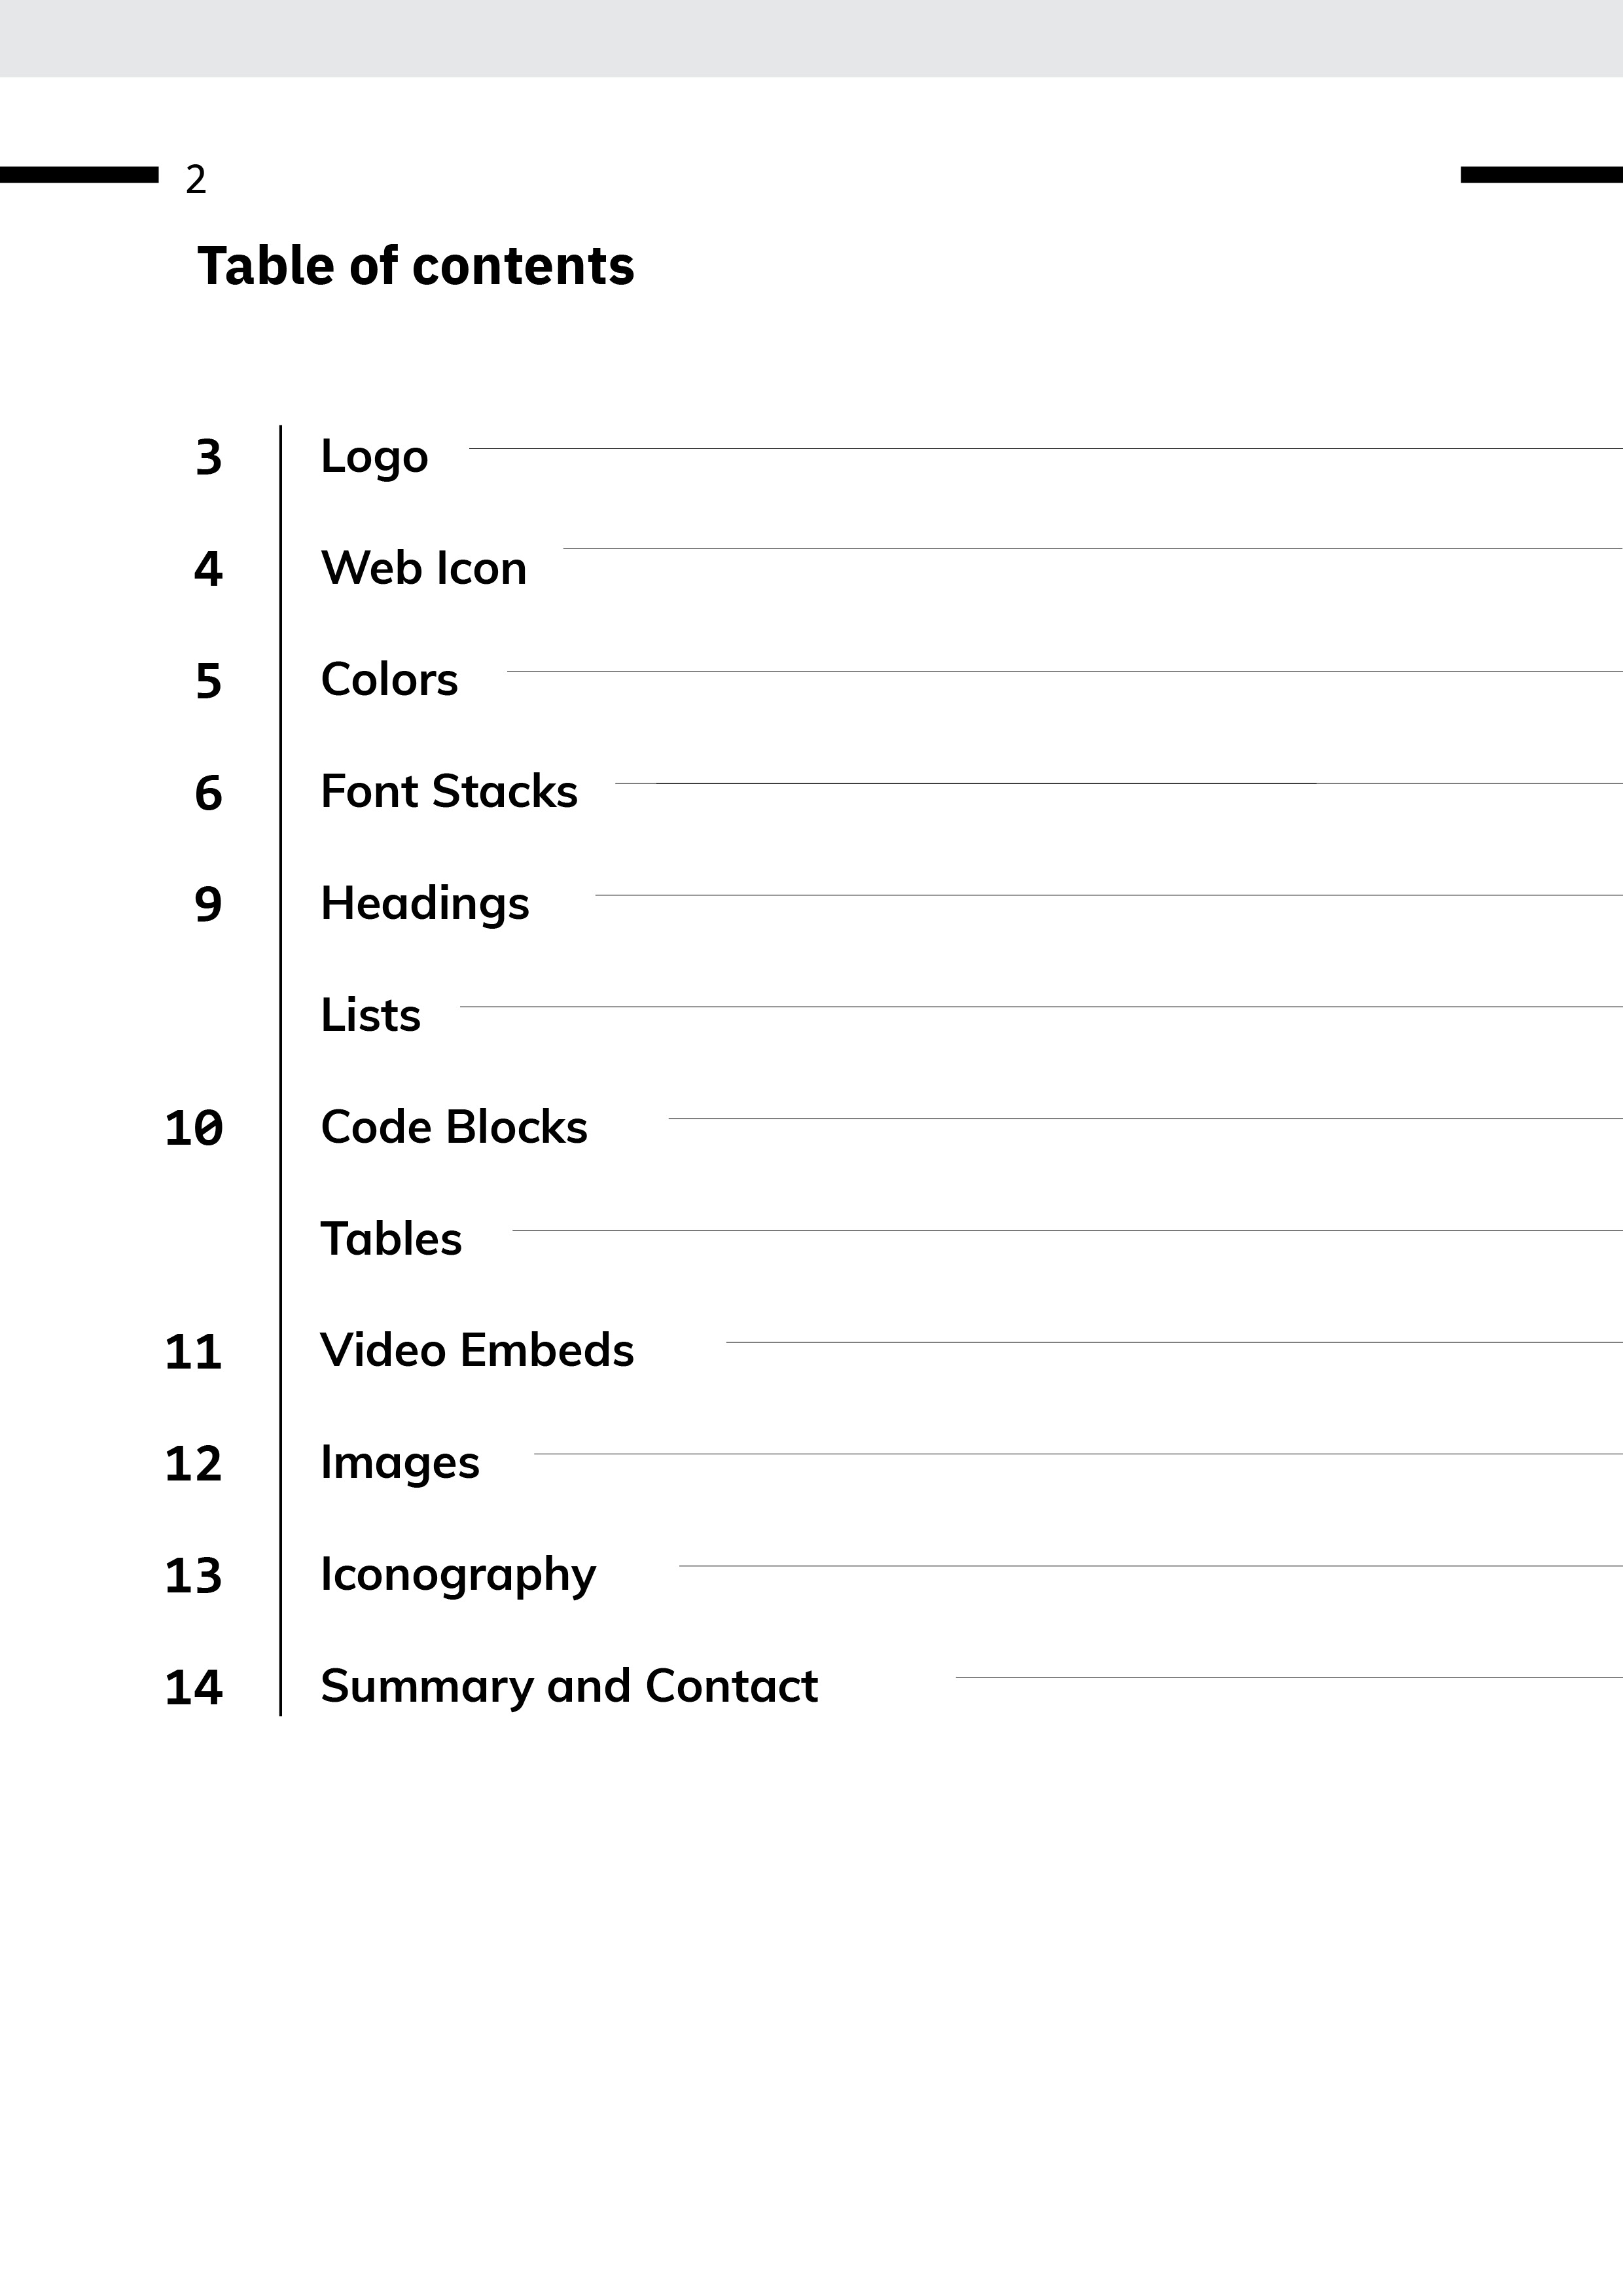 2
Table of contents
3 Logo
4 Web Icon
5 Colors
6 Font Stacks
9 Headings
Lists
10 Code Blocks
Tables
11 Video Embeds
12 Images
13 Iconography
14 Summary and Contact